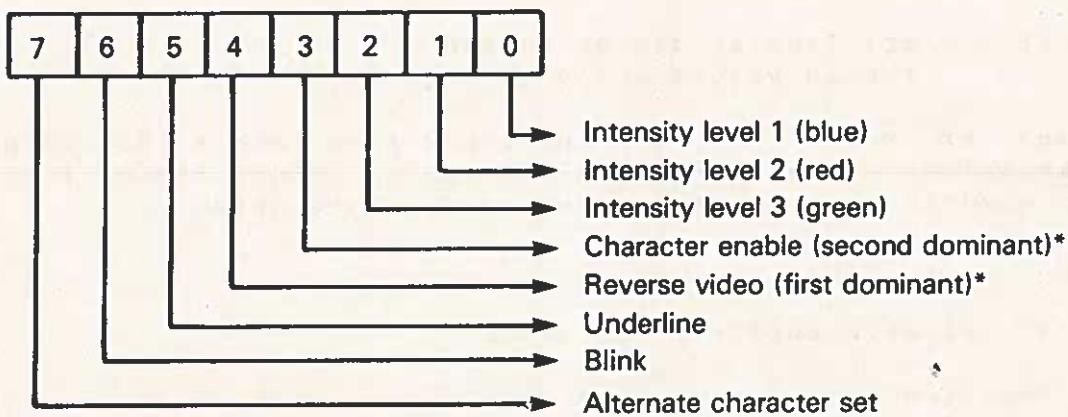 7 6 5 4 3 2 1 0
Intensity level 1 (blue)
Intensity level 2 (red)
Intensity level 3 (green)
Character enable (second dominant)*
Reverse video (first dominant)*
Underline
Blink
Alternate character set